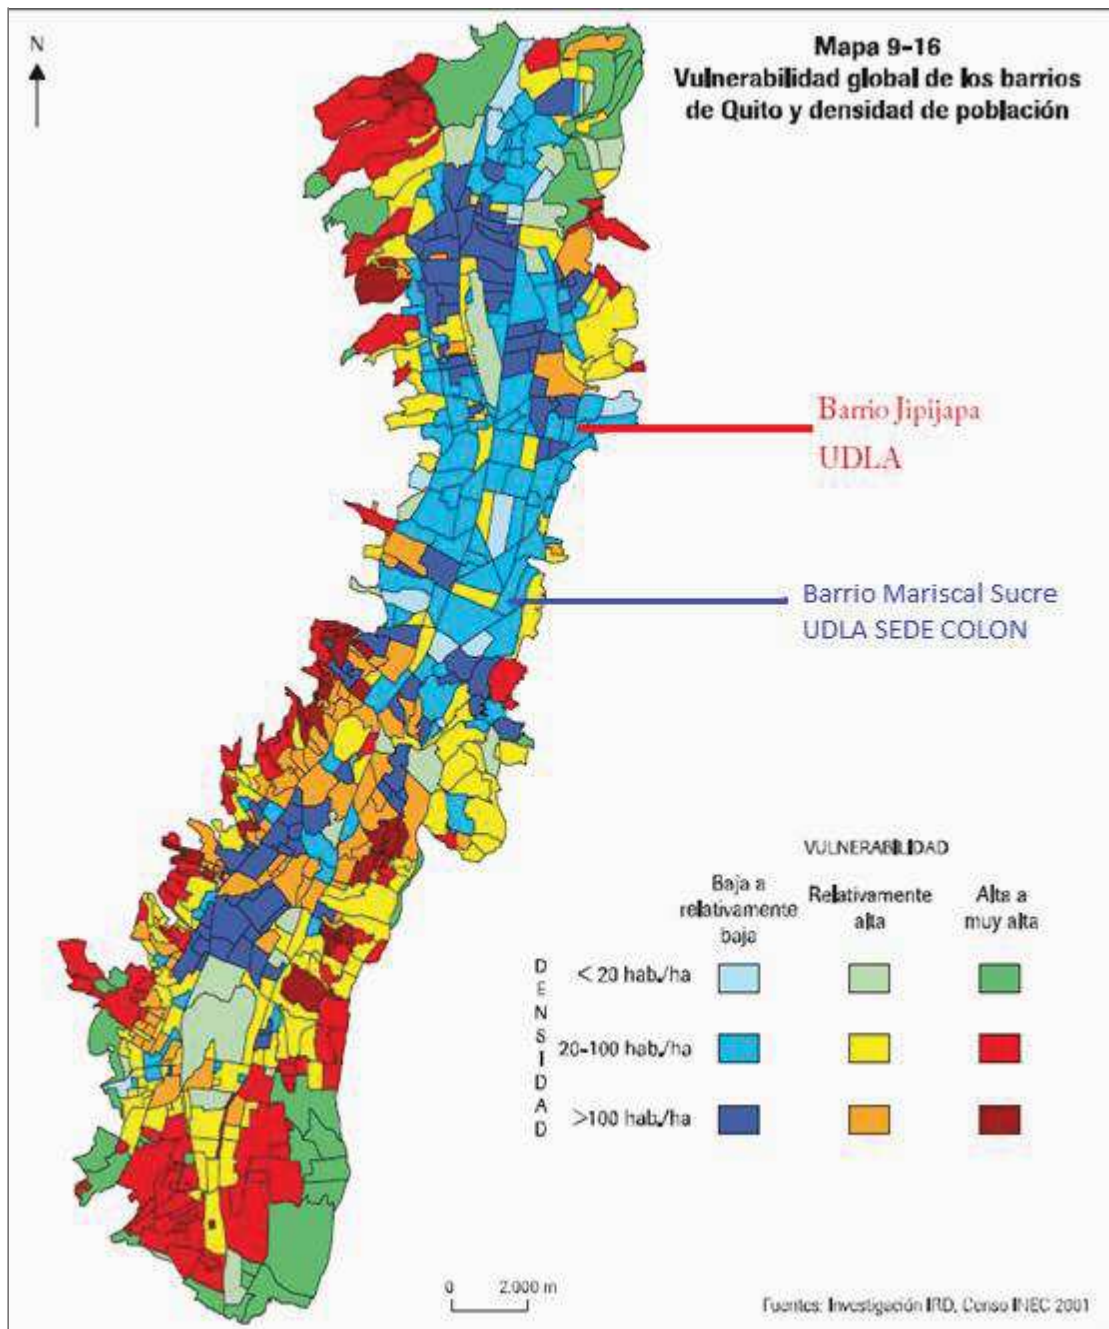 N
Mapa 9-16
Vulnerabilidad global de los barrios
de Quito y densidad de población
Barrio Jipijapa
UDLA
Barrio Mariscal Sucre
UDLA SEDE COLON
VULNERABILIDAD
Baja a
relativamente
baja
Relativamente
alta
Alta a
muy alta
DENSIDAD
< 20 hab./ha
20-100 hab./ha
>100 hab./ha
0 2.000 m
Fuentes: Investigación IRD, Censo INEC 2001